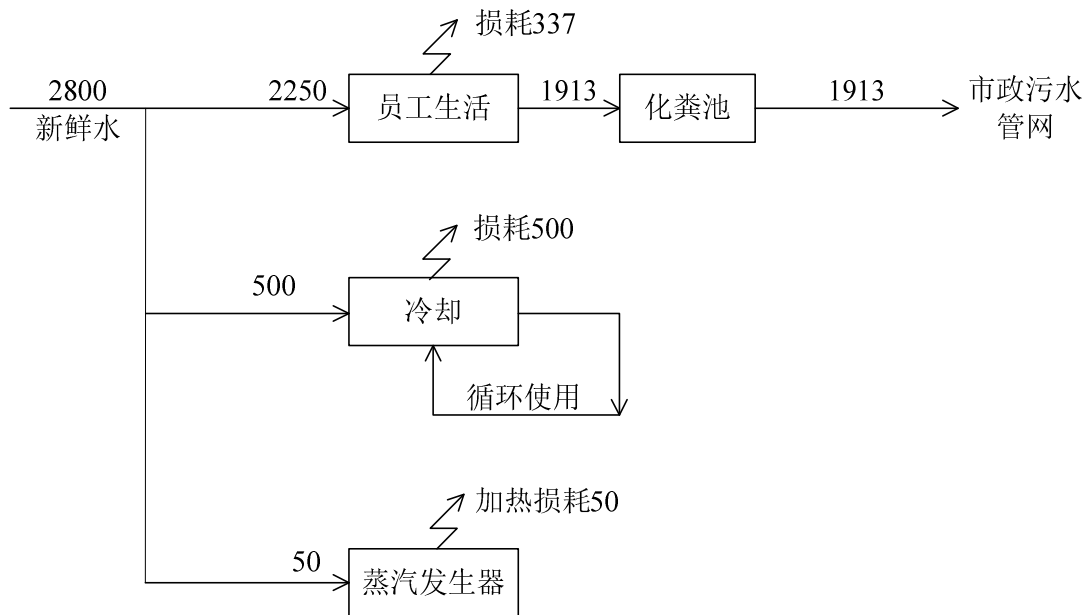 损耗337
2800
新鲜水
2250
员工生活
1913
化粪池
1913
市政污水
管网
损耗500
500
冷却
循环使用
加热损耗50
50
蒸汽发生器